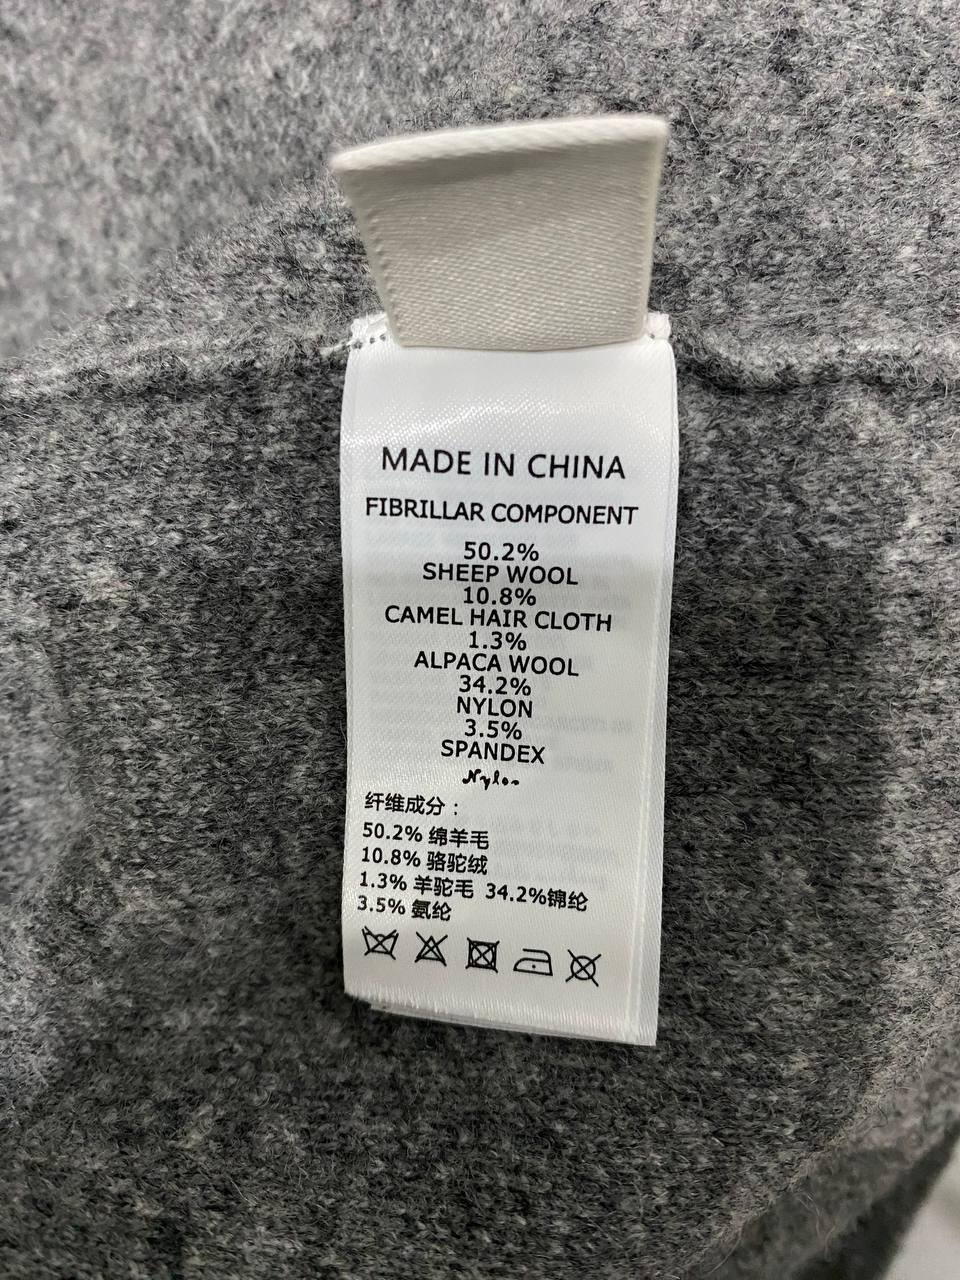 MADE IN CHINA
FIBRILLAR COMPONENT
50.2%
SHEEP WOOL
10.8%
CAMEL HAIR CLOTH
1.3%
ALPACA WOOL
34.2%
NYLON
3.5%
SPANDEX
Nylon
纤维成分：
50.2% 绵羊毛
10.8% 骆驼绒
1.3% 羊驼毛 34.2%锦纶
3.5% 氨纶